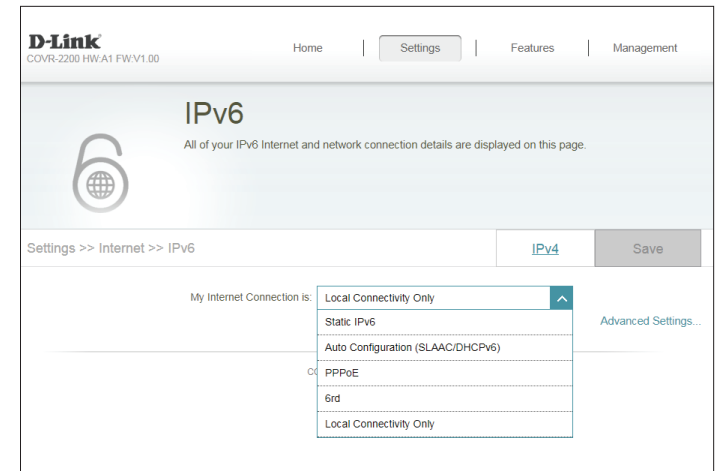 D-Link
COVR-2200 HW:A1 FW:V1.00
Home
Settings
Features
Management
IPv6
All of your IPv6 Internet and network connection details are displayed on this page.
Settings >> Internet >> IPv6
IPv4
Save
My Internet Connection is:
Local Connectivity Only
Static IPv6
Advanced Settings...
Auto Configuration (SLAAC/DHCPv6)
PPPoE
6rd
Local Connectivity Only